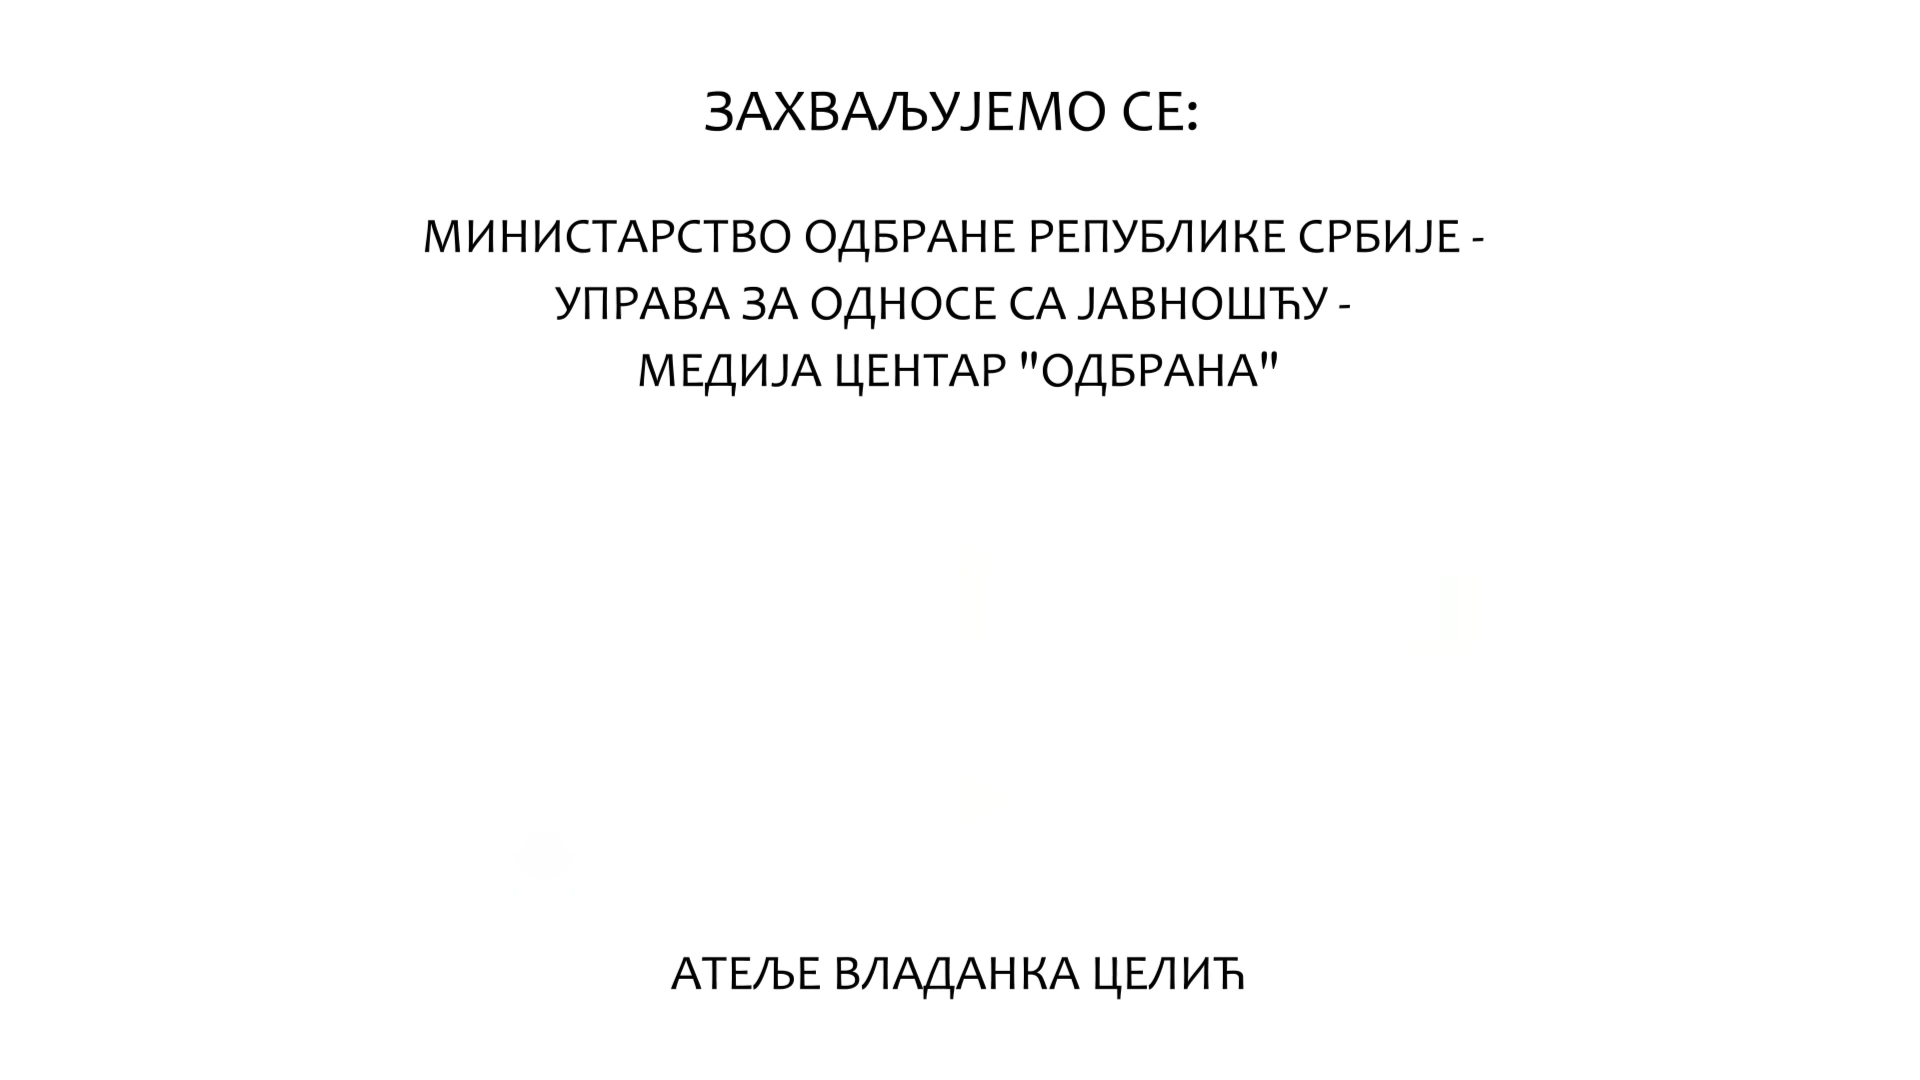 ЗАХВАЉУЈЕМО СЕ:
МИНИСТАРСТВО ОДБРАНЕ РЕПУБЛИКЕ СРБИЈЕ -
УПРАВА ЗА ОДНОСЕ СА ЈАВНОШЋУ -
МЕДИЈА ЦЕНТАР "ОДБРАНА"
АТЕЉЕ ВЛАДАНКА ЦЕЛИЋ